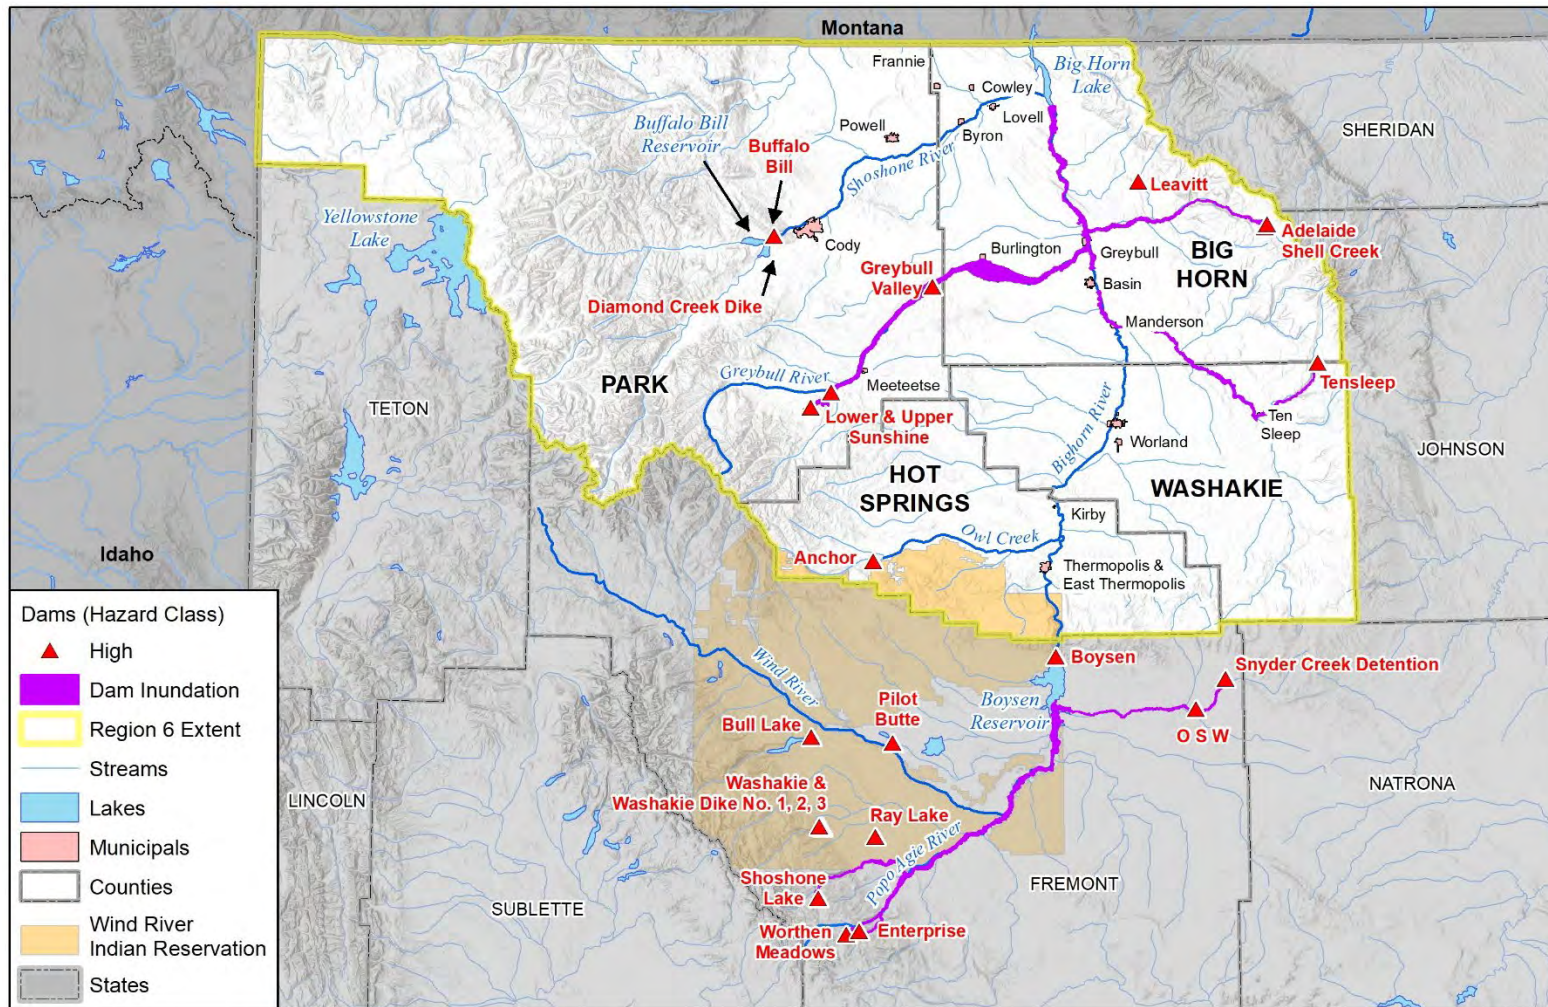 Montana
Frannie
Cowley
Big Horn
Lake
Lovell
Byron
Powell
Buffalo Bill
Reservoir
Buffalo
Bill
Shoshone River
SHERIDAN
Leavitt
Yellowstone
Lake
Cody
Burlington
Greybull
Adelaide
Shell Creek
BIG
HORN
Greybull
Valley
Basin
Diamond Creek Dike
Manderson
PARK
Greybull River
Meeteetse
Tensleep
TETON
Lower & Upper
Sunshine
Ten
Sleep
Bighorn River
Worland
JOHNSON
HOT
SPRINGS
WASHAKIE
Kirby
Owl Creek
Idaho
Anchor
Thermopolis &
East Thermopolis
Dams (Hazard Class)
High
Dam Inundation
Region 6 Extent
Streams
Lakes
Municipals
Counties
Wind River
Indian Reservation
States
Wind River
Boysen
Snyder Creek Detention
Boysen
Reservoir
Pilot
Butte
Bull Lake
O S W
Washakie &
Washakie Dike No. 1, 2, 3
Ray Lake
NATRONA
LINCOLN
Popo Agie River
Shoshone
Lake
FREMONT
SUBLETTE
Worthen
Meadows
Enterprise